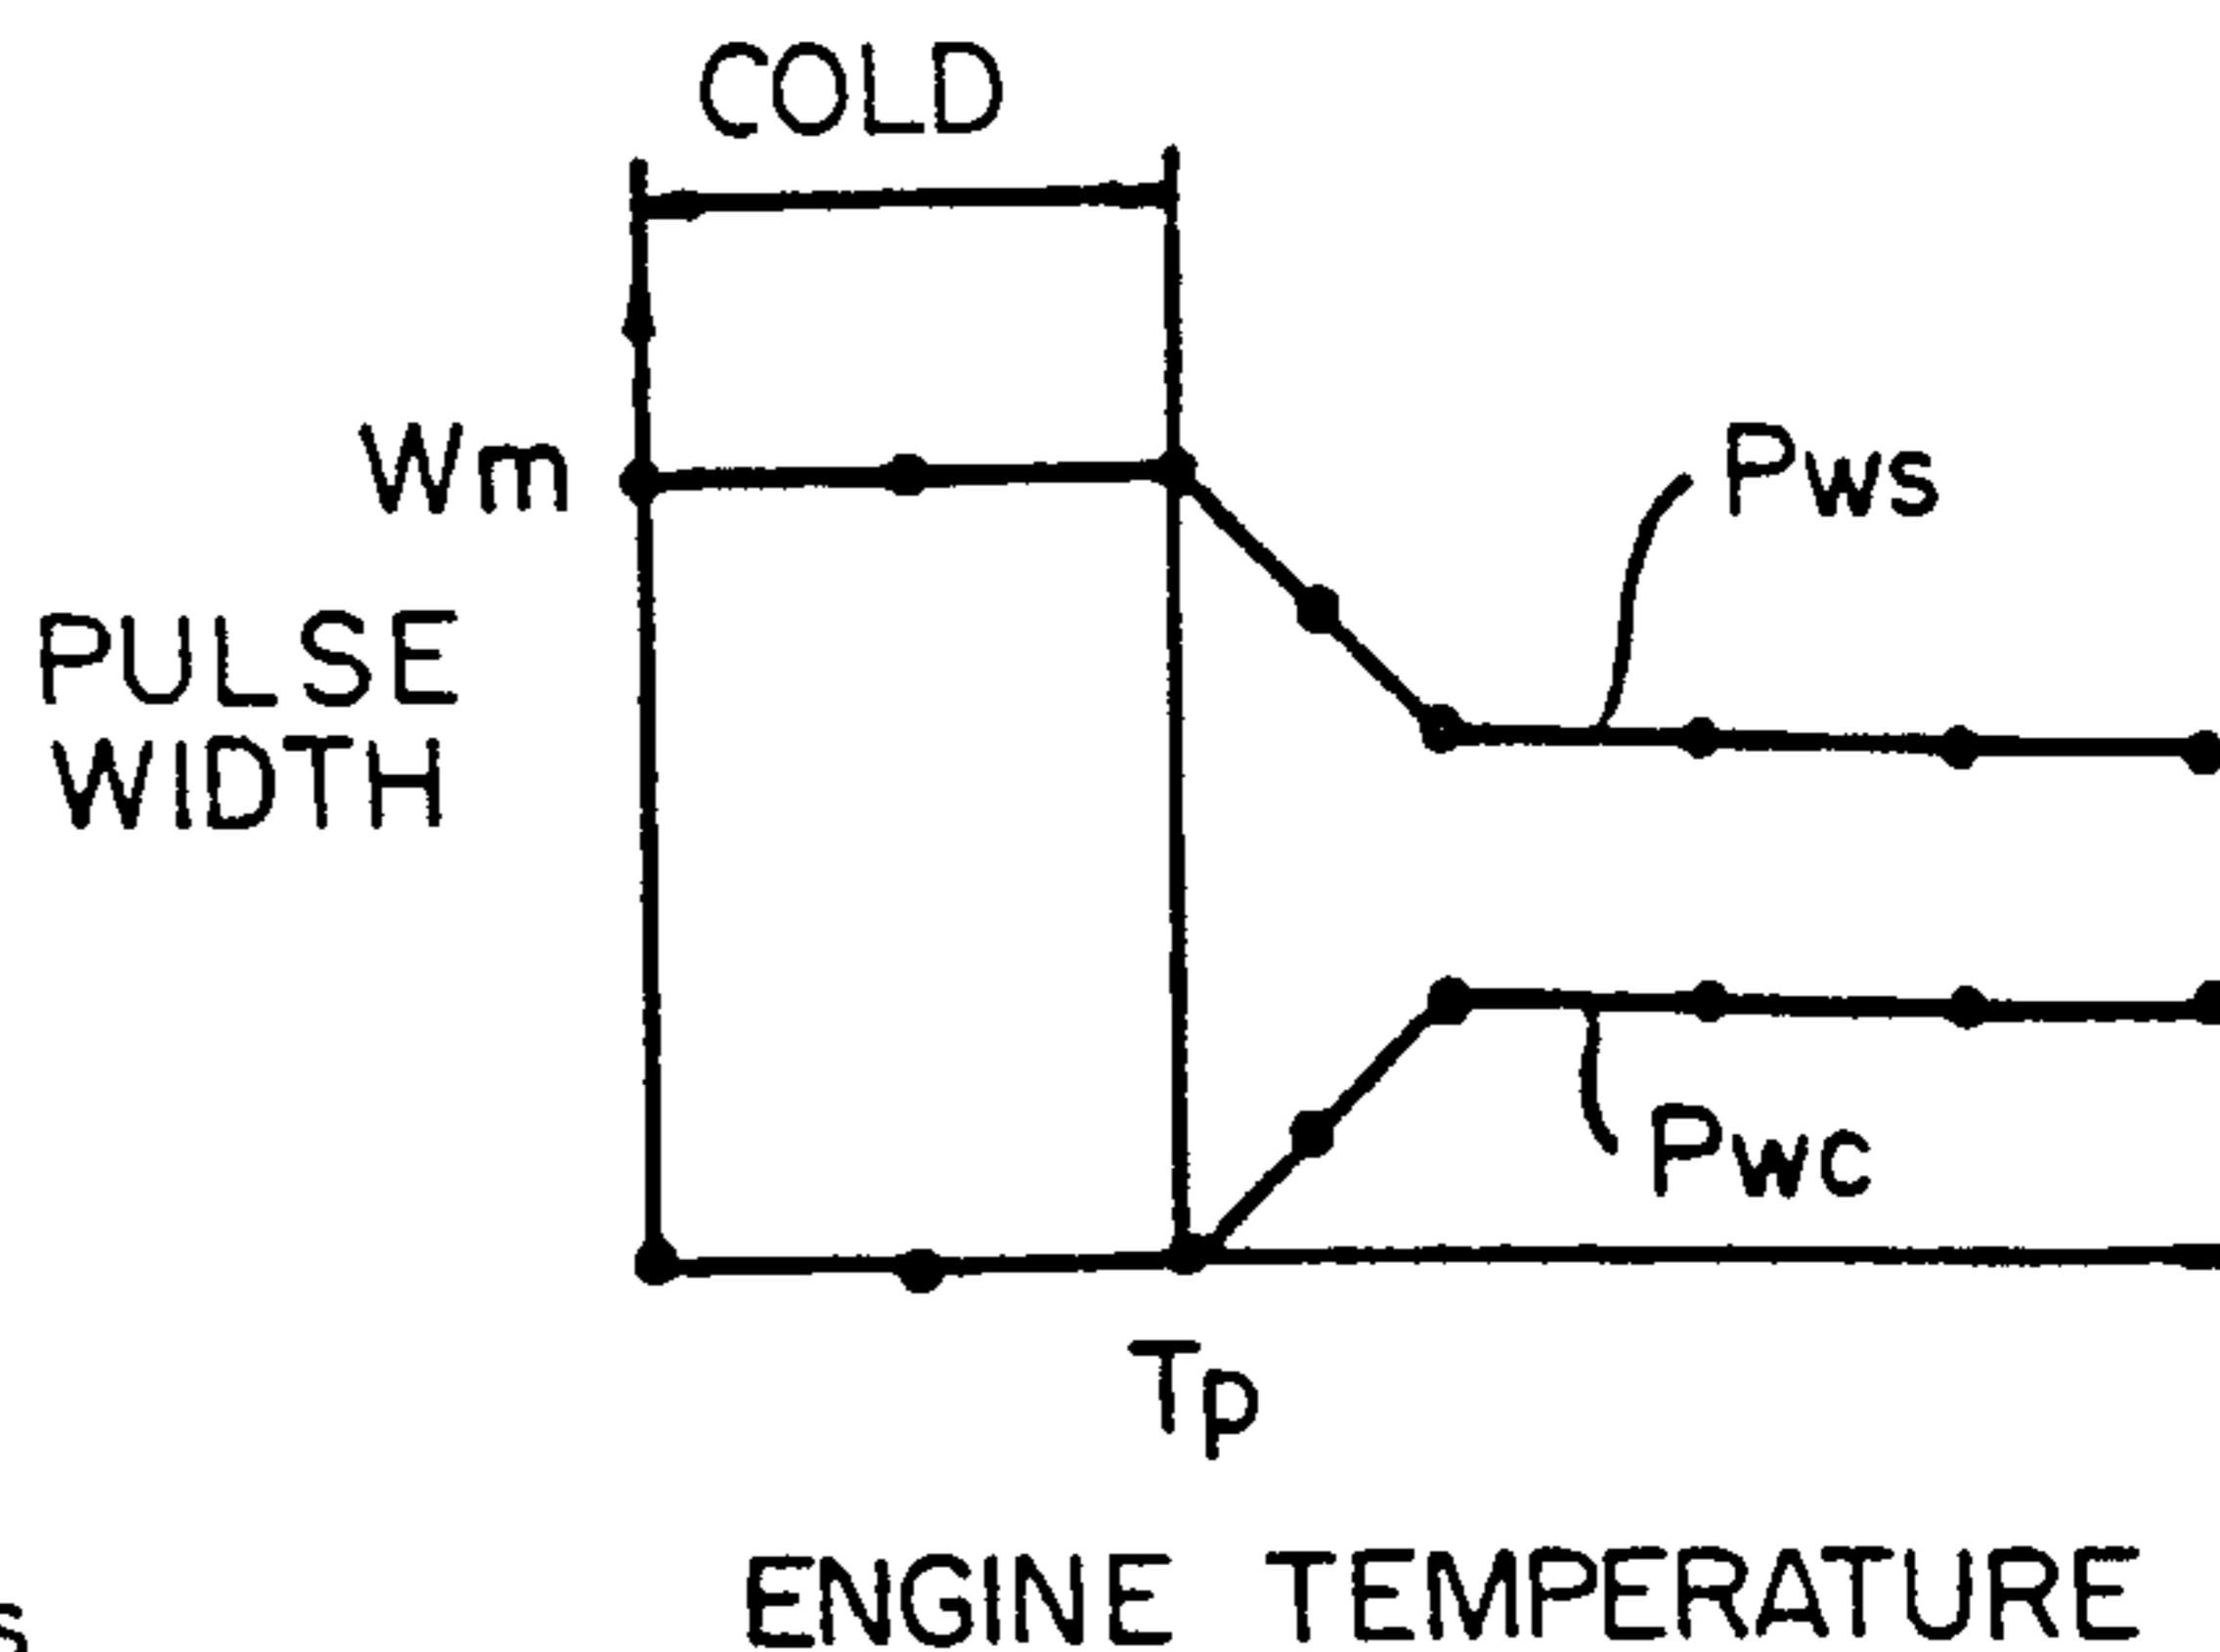 COLD
Wm
Pws
PULSE
WIDTH
Pwc
Tp
ENGINE TEMPERATURE